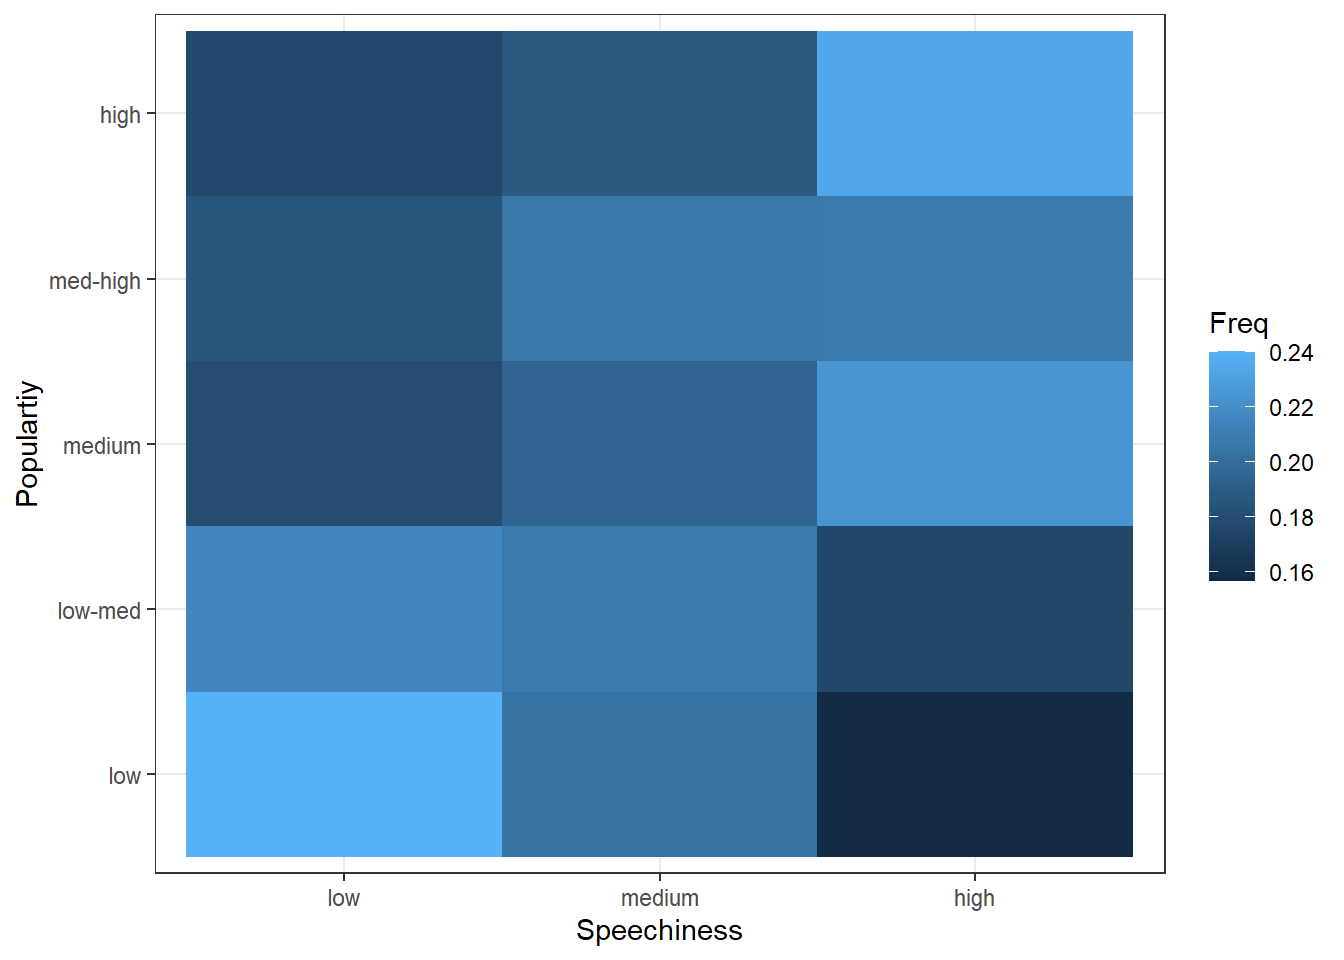 Populartiy
high
med-high
medium
low-med
low
low medium high
Speechiness
Freq
0.24
0.22
0.20
0.18
0.16